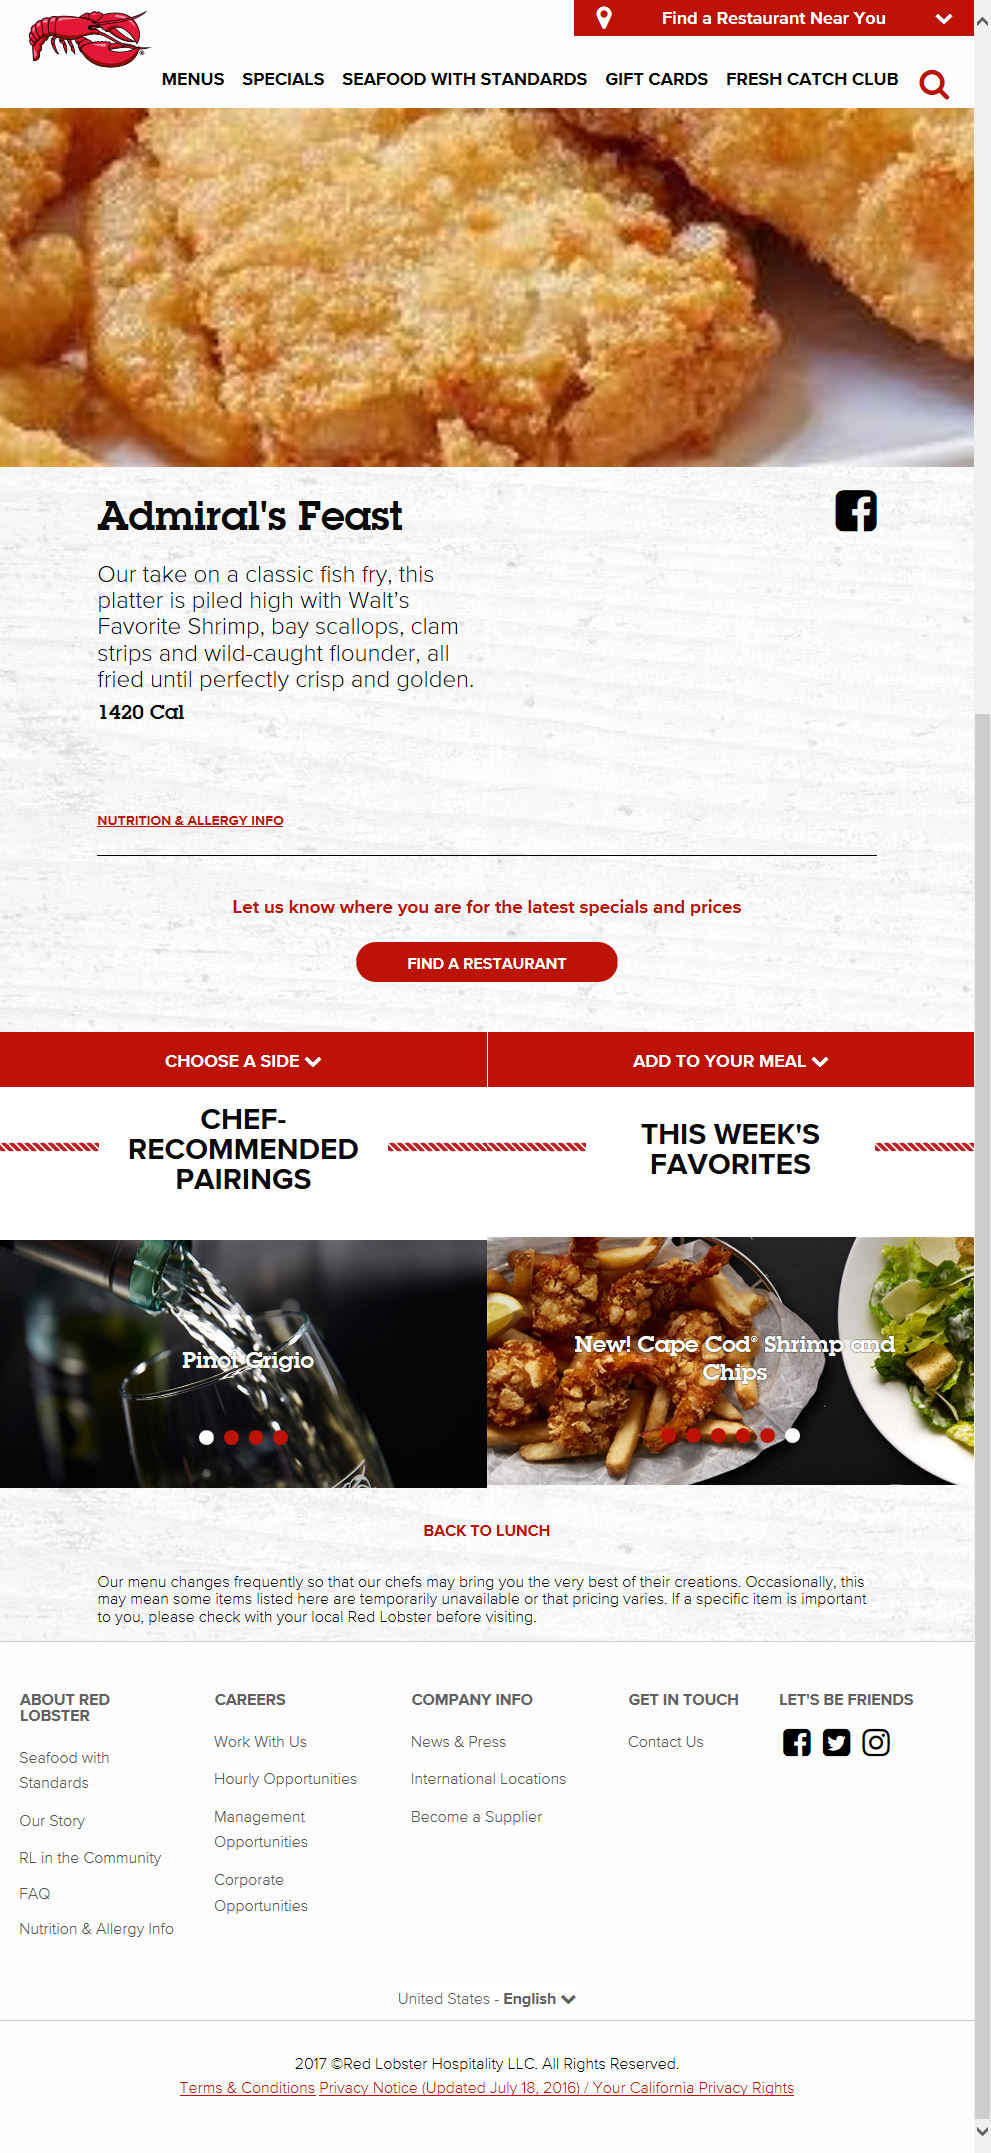 Find a Restaurant Near You
MENUS SPECIALS SEAFOOD WITH STANDARDS GIFT CARDS FRESH CATCH CLUB
Admiral's Feast
Our take on a classic fish fry, this
platter is piled high with Walt’s
Favorite Shrimp, bay scallops, clam
strips and wild-caught flounder, all
fried until perfectly crisp and golden.
1420 Cal
NUTRITION & ALLERGY INFO
Let us know where you are for the latest specials and prices
FIND A RESTAURANT
CHOOSE A SIDE
ADD TO YOUR MEAL
CHEF-
RECOMMENDED
PAIRINGS
THIS WEEK'S
FAVORITES
Pinot Grigio
New! Cape Cod® Shrimp and
Chips
BACK TO LUNCH
Our menu changes frequently so that our chefs may bring you the very best of their creations. Occasionally, this
may mean some items listed here are temporarily unavailable or that pricing varies. If a specific item is important
to you, please check with your local Red Lobster before visiting.
ABOUT RED
LOBSTER
Seafood with
Standards
Our Story
RL in the Community
FAQ
Nutrition & Allergy Info
CAREERS
Work With Us
Hourly Opportunities
Management
Opportunities
Corporate
Opportunities
COMPANY INFO
News & Press
International Locations
Become a Supplier
GET IN TOUCH
Contact Us
LET'S BE FRIENDS
United States - English
2017 ©Red Lobster Hospitality LLC. All Rights Reserved.
Terms & Conditions Privacy Notice (Updated July 18, 2016) / Your California Privacy Rights